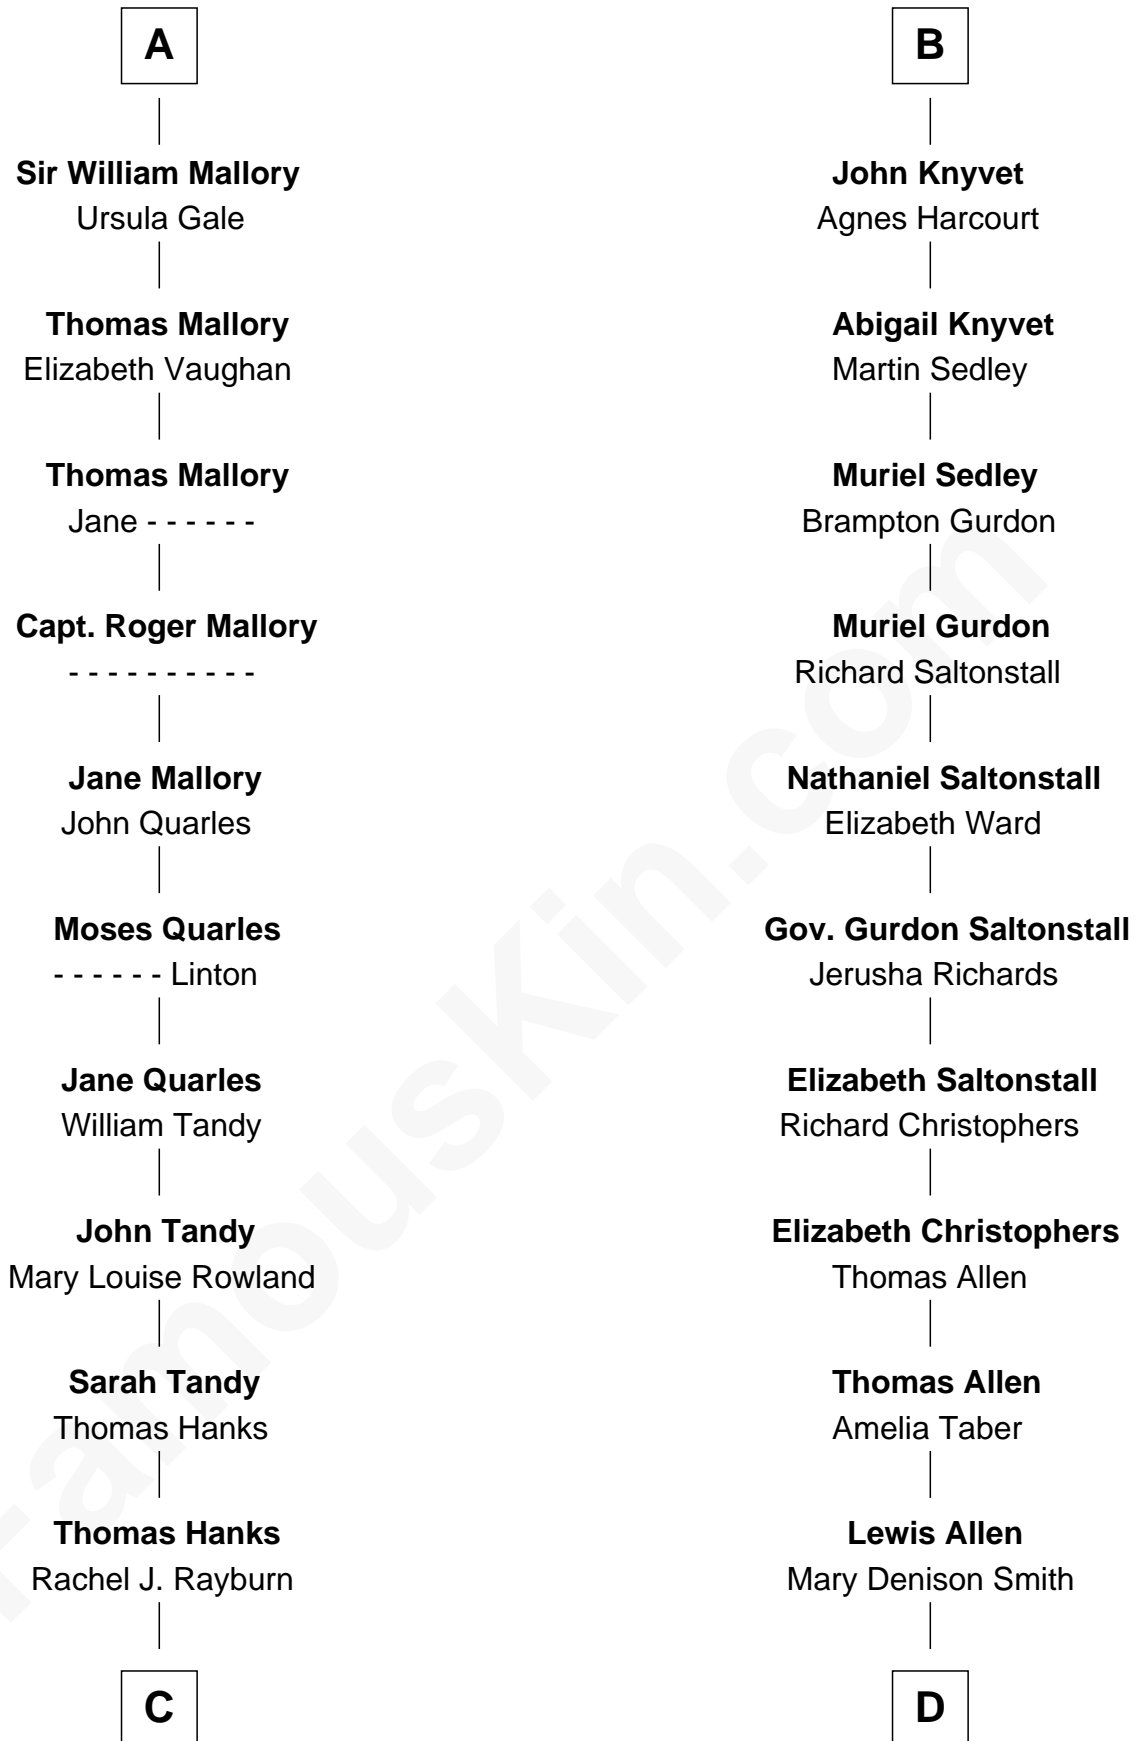 A
Sir William Mallory
Ursula Gale
Thomas Mallory
Elizabeth Vaughan
Thomas Mallory
Jane - - - - - -
Capt. Roger Mallory
- - - - - - - - - -
Jane Mallory
John Quarles
Moses Quarles
- - - - - - Linton
Jane Quarles
William Tandy
John Tandy
Mary Louise Rowland
Sarah Tandy
Thomas Hanks
Thomas Hanks
Rachel J. Rayburn
C
B
John Knyvet
Agnes Harcourt
Abigail Knyvet
Martin Sedley
Muriel Sedley
Brampton Gurdon
Muriel Gurdon
Richard Saltonstall
Nathaniel Saltonstall
Elizabeth Ward
Gov. Gurdon Saltonstall
Jerusha Richards
Elizabeth Saltonstall
Richard Christophers
Elizabeth Christophers
Thomas Allen
Thomas Allen
Amelia Taber
Lewis Allen
Mary Denison Smith
D
FamousKin.com